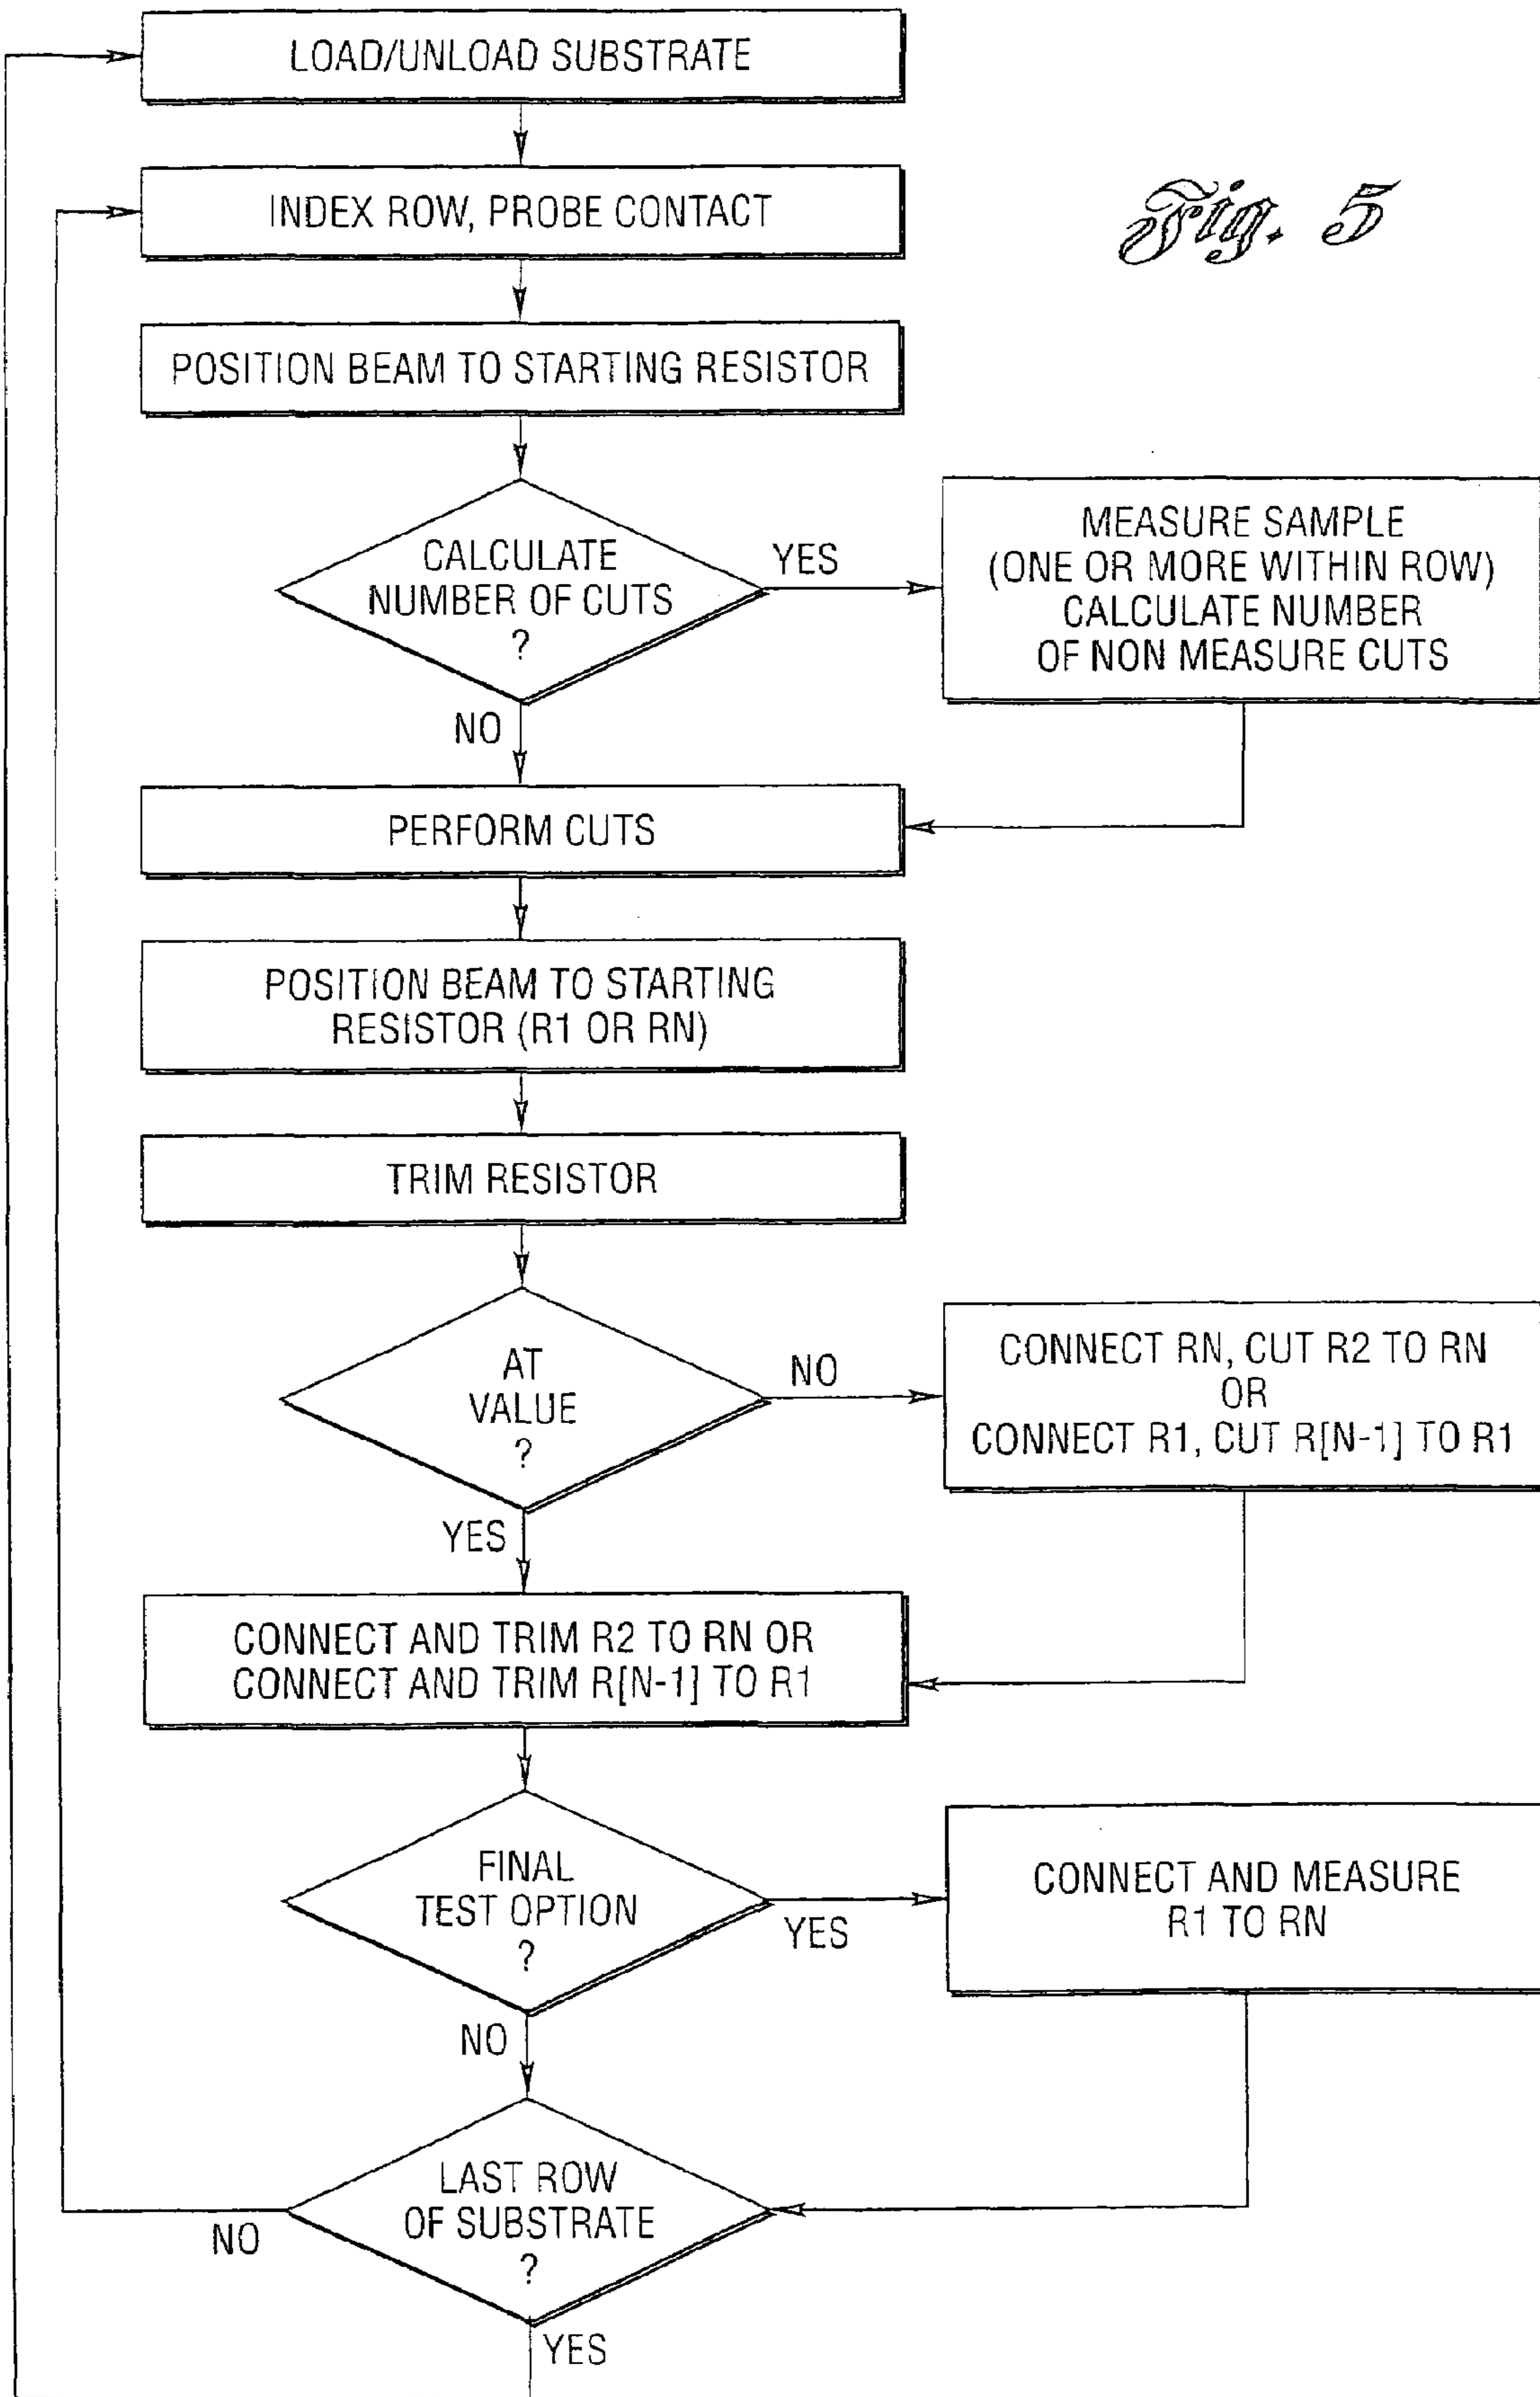 LOAD/UNLOAD SUBSTRATE
INDEX ROW, PROBE CONTACT
Fig. 5
POSITION BEAM TO STARTING RESISTOR
CALCULATE
NUMBER OF CUTS
?
YES
MEASURE SAMPLE
(ONE OR MORE WITHIN ROW)
CALCULATE NUMBER
OF NON MEASURE CUTS
NO
PERFORM CUTS
POSITION BEAM TO STARTING
RESISTOR (R1 OR RN)
TRIM RESISTOR
AT
VALUE
?
NO
CONNECT RN, CUT R2 TO RN
OR
CONNECT R1, CUT R[N-1] TO R1
YES
CONNECT AND TRIM R2 TO RN OR
CONNECT AND TRIM R[N-1] TO R1
FINAL
TEST OPTION
?
YES
CONNECT AND MEASURE
R1 TO RN
NO
LAST ROW
OF SUBSTRATE
?
NO
YES